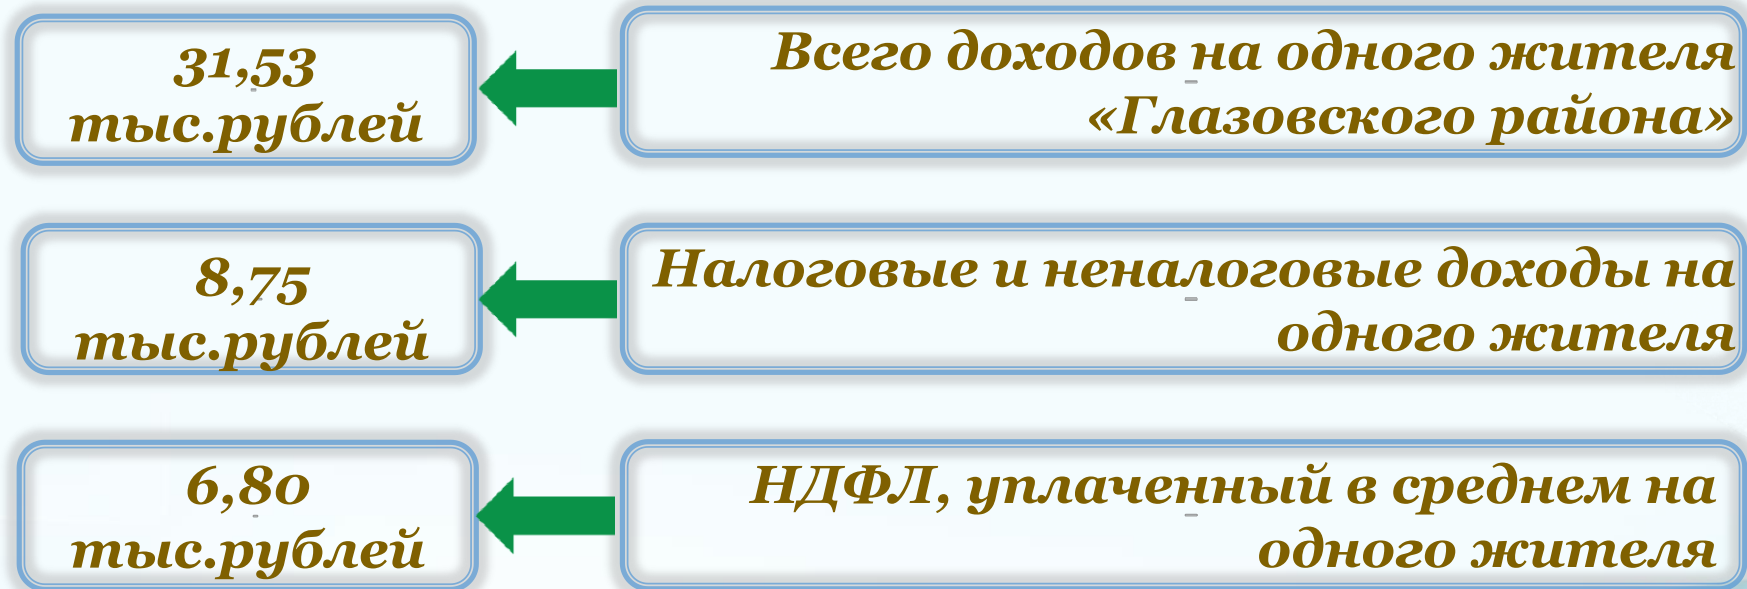 31,53
тыс.рублей
Всего доходов на одного жителя
«Глазовского района»
8,75
тыс.рублей
Налоговые и неналоговые доходы на
одного жителя
6,80
тыс.рублей
НДФЛ, уплаченный в среднем на
одного жителя